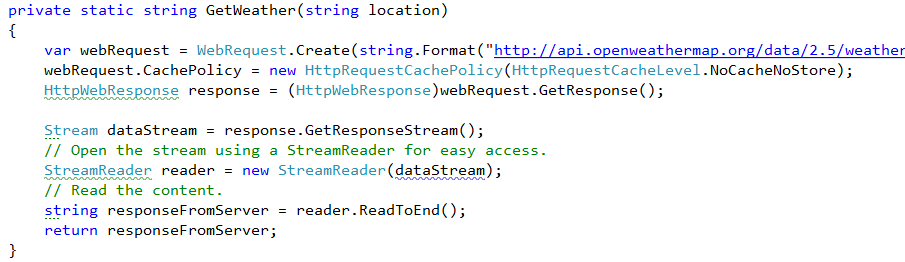 private static string GetWeather(string location)
{
    var webRequest = WebRequest.Create(string.Format("http://api.openweathermap.org/data/2.5/weather
    webRequest.CachePolicy = new HttpRequestCachePolicy(HttpRequestCacheLevel.NoCacheNoStore);
    HttpWebResponse response = (HttpWebResponse)webRequest.GetResponse();
    Stream dataStream = response.GetResponseStream();
    // Open the stream using a StreamReader for easy access.
    StreamReader reader = new StreamReader(dataStream);
    // Read the content.
    string responseFromServer = reader.ReadToEnd();
    return responseFromServer;
}